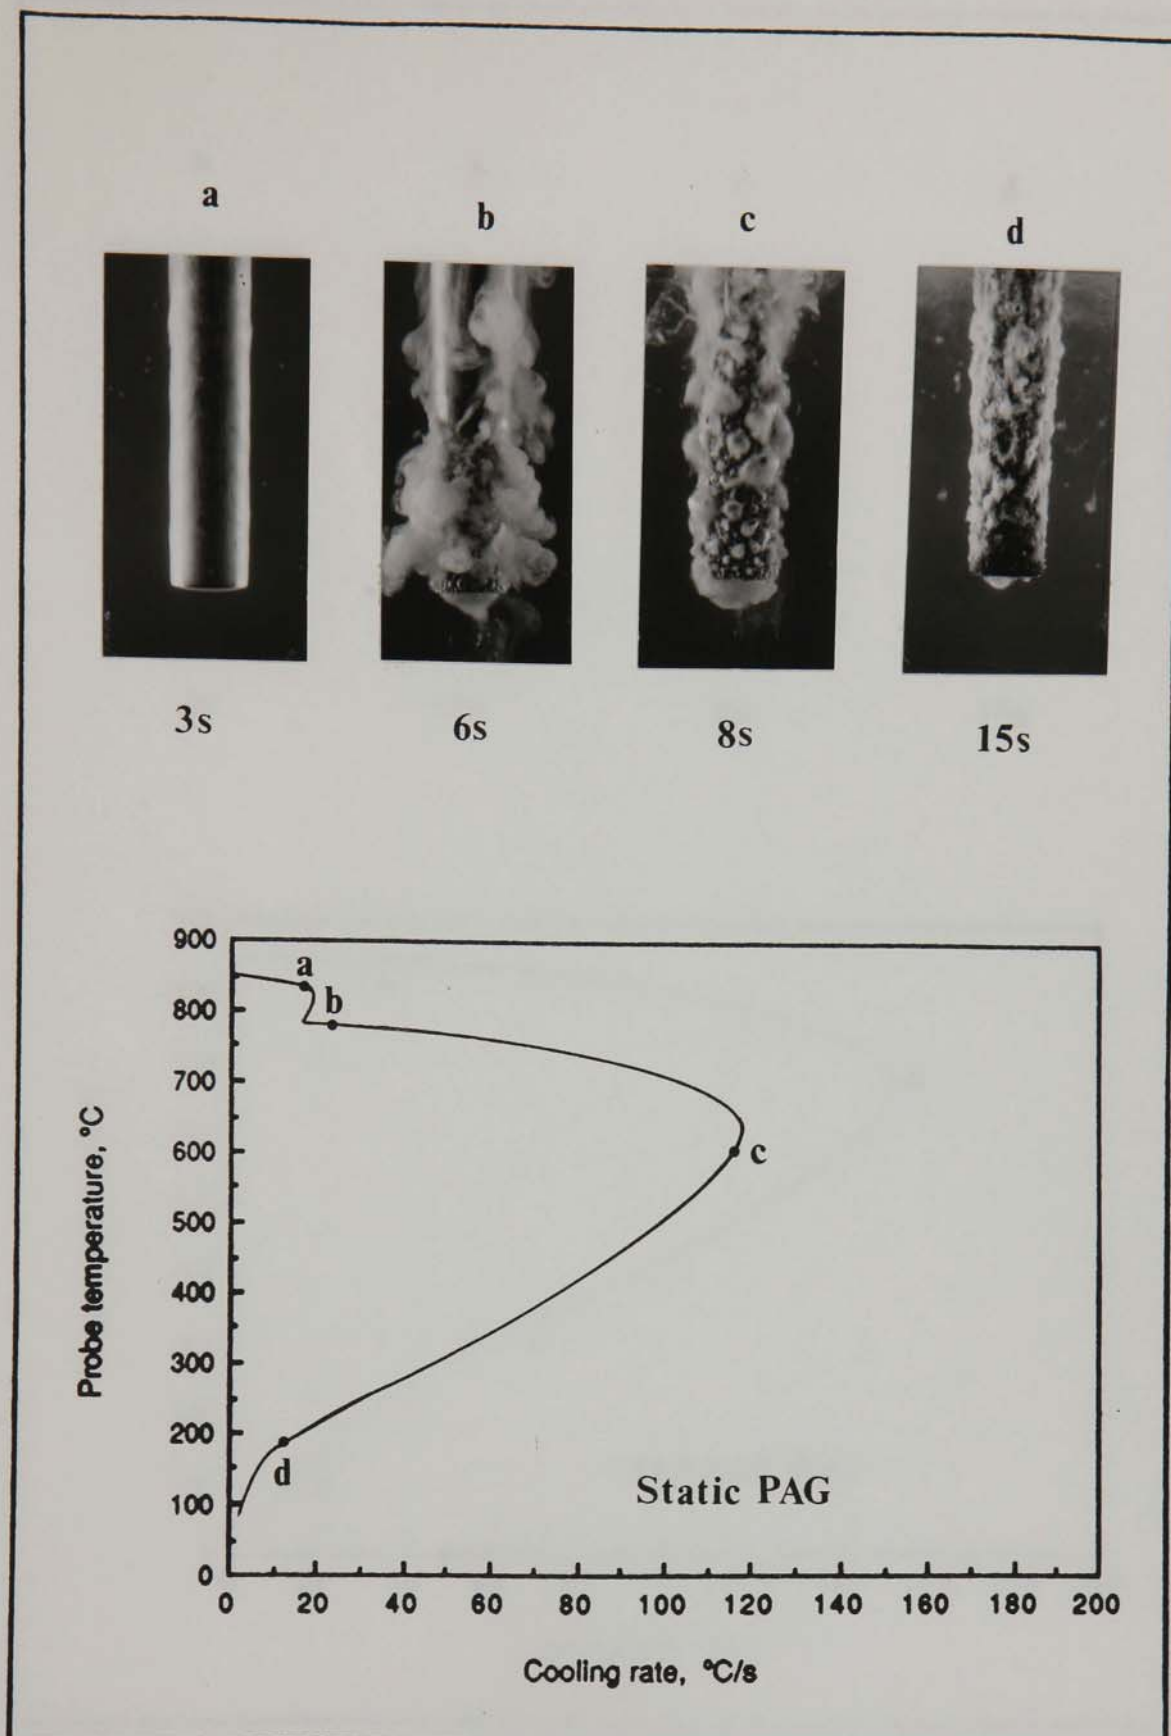 a b c d
3s 6s 8s 15s
900
800
700
600
500
400
300
200
100
0
Probe temperature, °C
a
b
c
d
Static PAG
0 20 40 60 80 100 120 140 160 180 200
Cooling rate, °C/s